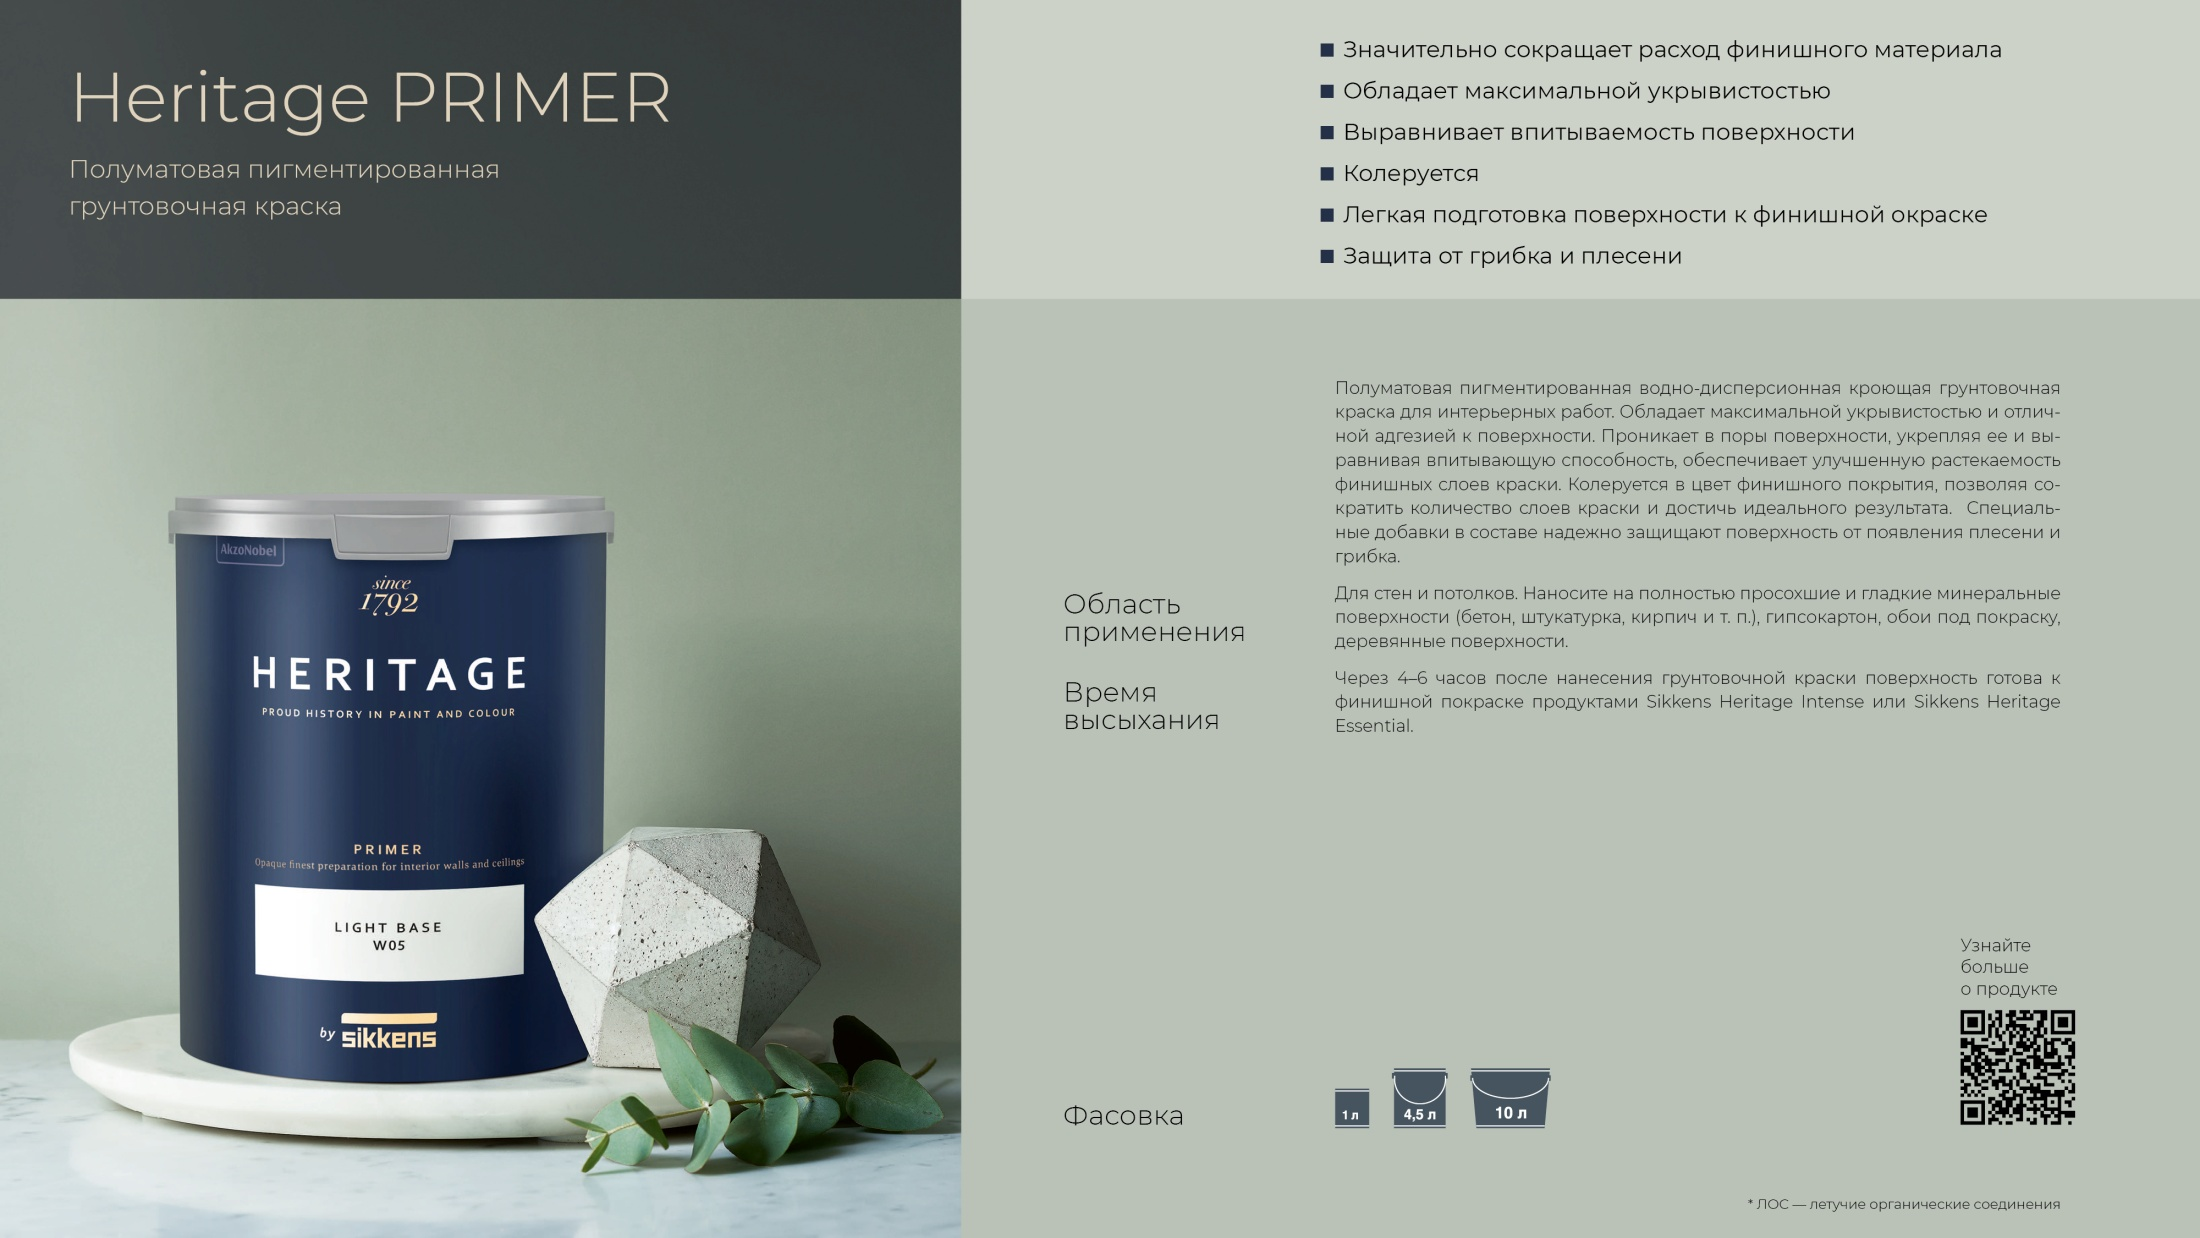 Heritage PRIMER
Полуматовая пигментированная
грунтовочная краска
Значительно сокращает расход финишного материала
Обладает максимальной укрывистостью
Выравнивает впитываемость поверхности
Колеруется
Легкая подготовка поверхности к финишной окраске
Защита от грибка и плесени
AkzoNobel
since
1792
HERITAGE
PROUD HISTORY IN PAINT AND COLOUR
PRIMER
Opaque finest preparation for interior walls and ceilings
LIGHT BASE
W05
by sikkens
Полуматовая пигментированная водно-дисперсионная кроющая грунтовочная
краска для интерьерных работ. Обладает максимальной укрывистостью и отлич-
ной адгезией к поверхности. Проникает в поры поверхности, укрепляя ее и вы-
равнивая впитывающую способность, обеспечивает улучшенную растекаемость
финишных слоев краски. Колеруется в цвет финишного покрытия, позволяя со-
кратить количество слоев краски и достичь идеального результата. Специаль-
ные добавки в составе надежно защищают поверхность от появления плесени и
грибка.
Область
применения
Для стен и потолков. Наносите на полностью просохшие и гладкие минеральные
поверхности (бетон, штукатурка, кирпич и т. п.), гипсокартон, обои под покраску,
деревянные поверхности.
Время
высыхания
Через 4–6 часов после нанесения грунтовочной краски поверхность готова к
финишной покраске продуктами Sikkens Heritage Intense или Sikkens Heritage
Essential.
Узнайте
больше
о продукте
Фасовка
1 л
4,5 л
10 л
* ЛОС — летучие органические соединения